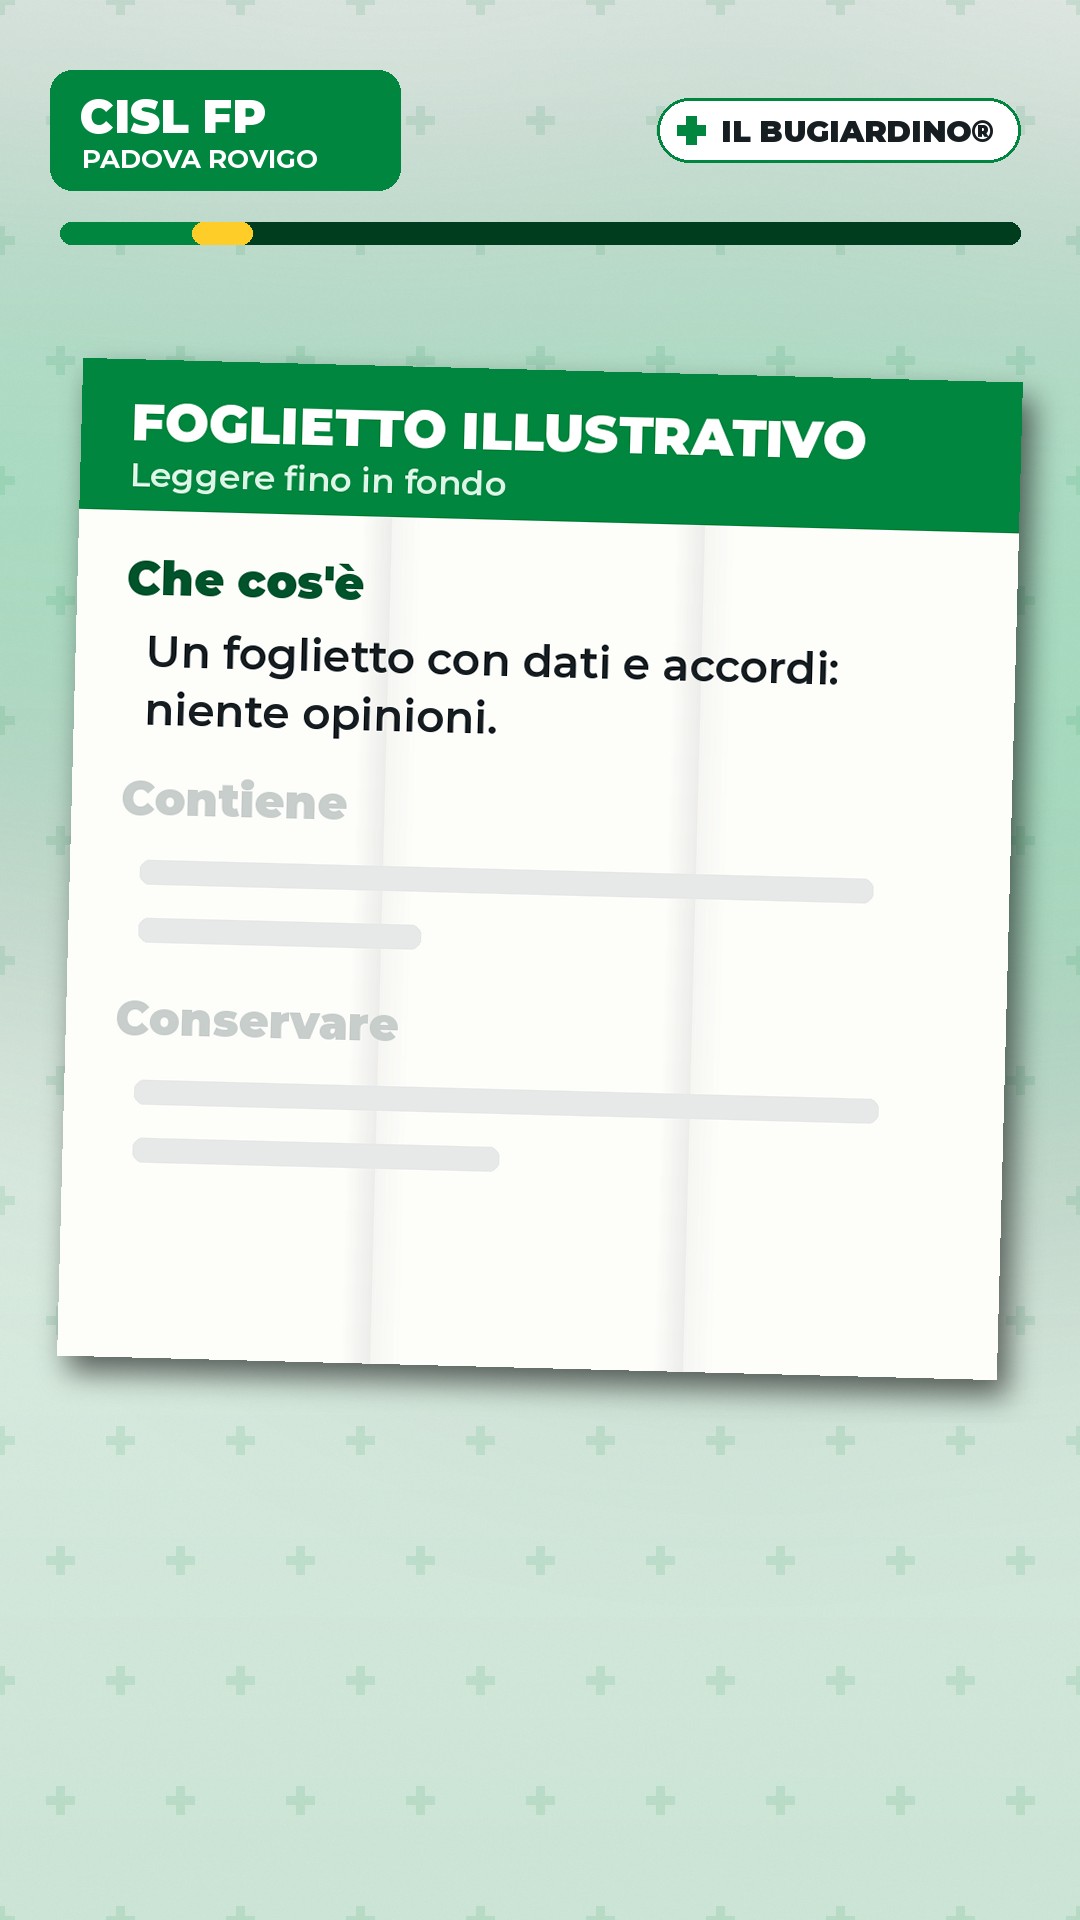 CISL FP
PADOVA ROVIGO
IL BUGIARDINO®
FOGLIETTO ILLUSTRATIVO
Leggere fino in fondo
Che cos'è
Un foglietto con dati e accordi:
niente opinioni.
Contiene
Conservare